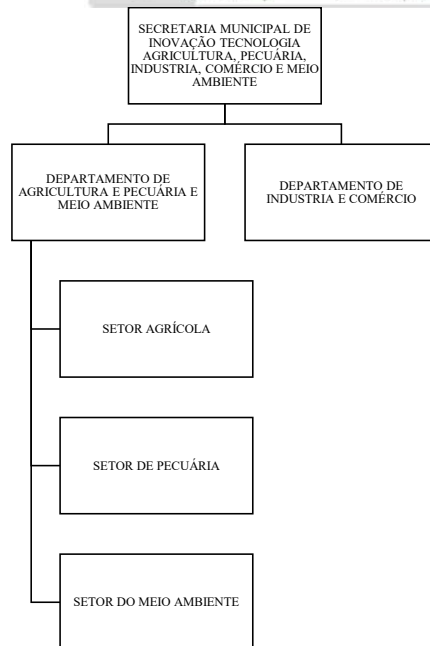 SECRETARIA MUNICIPAL DE
INOVAÇÃO TECNOLOGIA
AGRICULTURA, PECUÁRIA,
INDUSTRIA, COMÉRCIO E MEIO
AMBIENTE
DEPARTAMENTO DE
AGRICULTURA E PECUÁRIA E
MEIO AMBIENTE
DEPARTAMENTO DE
INDUSTRIA E COMÉRCIO
SETOR AGRÍCOLA
SETOR DE PECUÁRIA
SETOR DO MEIO AMBIENTE